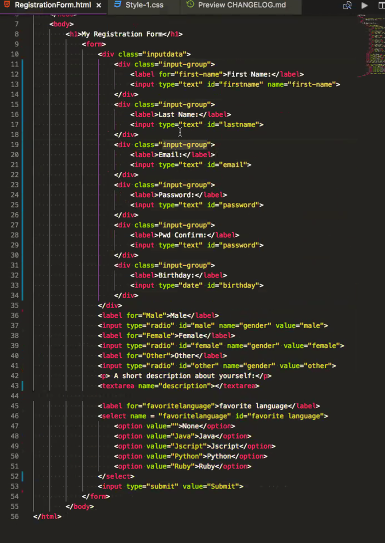 RegistrationForm.html Style-1.css Preview CHANGELOG.md
7 <body>
8 <h1>My Registration Form</h1>
9 <form>
10 <div class="inputdata">
11 <div class="input-group">
12 <label for="first-name">First Name:</label>
13 <input type="text" id="firstname" name="first-name">
14 </div>
15 <div class="input-group">
16 <label>Last Name:</label>
17 <input type="text" id="lastname">
18 </div>
19 <div class="input-group">
20 <label>Email:</label>
21 <input type="text" id="email">
22 </div>
23 <div class="input-group">
24 <label>Password:</label>
25 <input type="text" id="password">
26 </div>
27 <div class="input-group">
28 <label>Pwd Confirm:</label>
29 <input type="text" id="password">
30 </div>
31 <div class="input-group">
32 <label>Birthday:</label>
33 <input type="date" id="birthday">
34 </div>
35 </div>
36 <label for="Male">Male</label>
37 <input type="radio" id="male" name="gender" value="male">
38 <label for="Female">Female</label>
39 <input type="radio" id="female" name="gender" value="female">
40 <label for="Other">Other</label>
41 <input type="radio" id="other" name="gender" value="other">
42 <p> A short description about yourself:</p>
43 <textarea name="description"></textarea>
44
45 <label for="favoritelanguage">favorite language</label>
46 <select name = "favoritelanguage" id="favorite language">
47 <option value="">None</option>
48 <option value="Java">Java</option>
49 <option value="Jscript">Jscript</option>
50 <option value="Python">Python</option>
51 <option value="Ruby">Ruby</option>
52 </select>
53 <input type="submit" value="Submit">
54 </form>
55 </body>
56 </html>